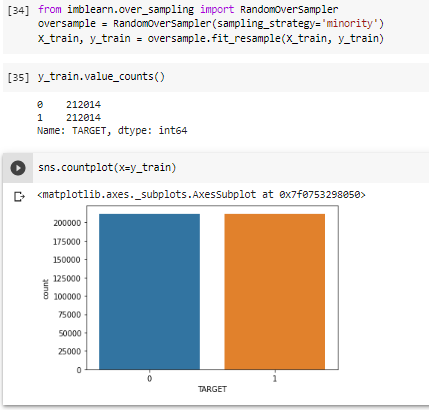 [34] from imblearn.over_sampling import RandomOverSampler
oversample = RandomOverSampler(sampling_strategy='minority')
X_train, y_train = oversample.fit_resample(X_train, y_train)
[35] y_train.value_counts()
0    212014
1    212014
Name: TARGET, dtype: int64
sns.countplot(x=y_train)
<matplotlib.axes._subplots.AxesSubplot at 0x7f0753298050>
200000
175000
150000
125000
100000
75000
50000
25000
0
count
0 1
TARGET